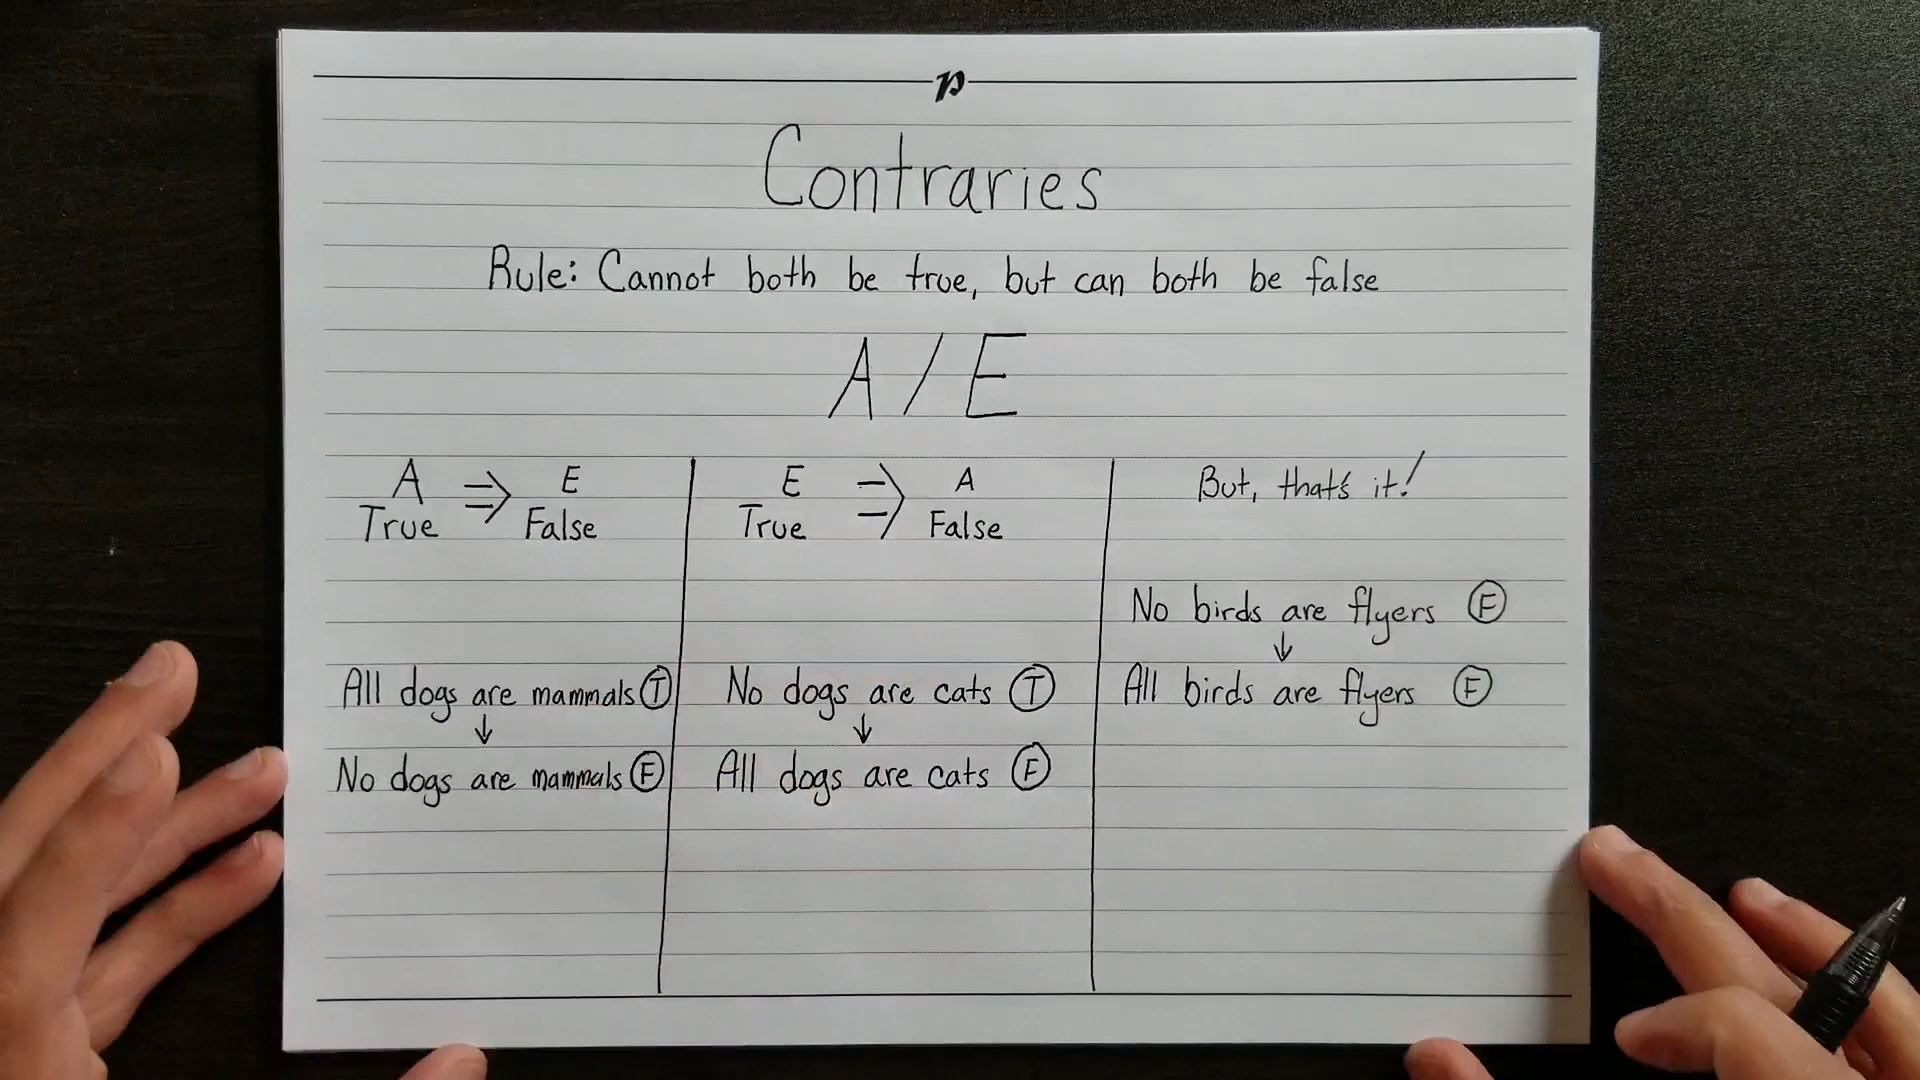 p
Contraries
Rule: Cannot both be true, but can both be false
A / E
A ⇒ E
True False
All dogs are mammals Ⓣ
↓
No dogs are mammals Ⓕ
E ⇒ A
True False
No dogs are cats Ⓣ
↓
All dogs are cats Ⓕ
But, that's it!
No birds are flyers Ⓕ
↓
All birds are flyers Ⓕ